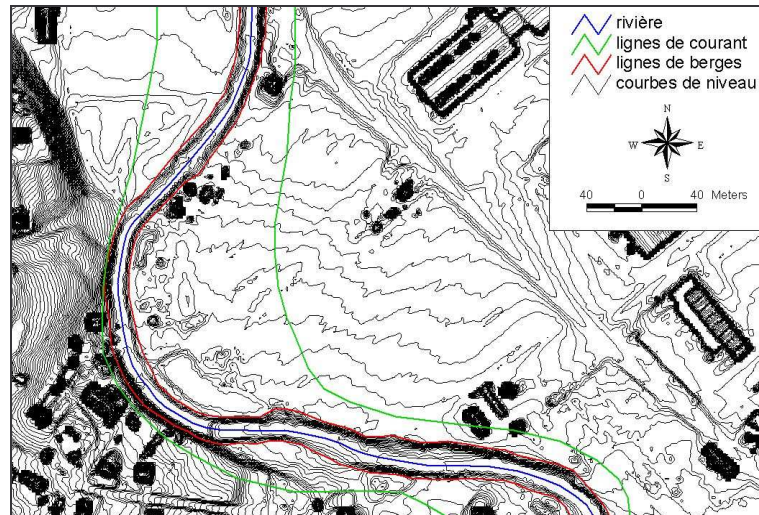 rivière
lignes de courant
lignes de berges
courbes de niveau
N
W E
S
40 0 40 Meters